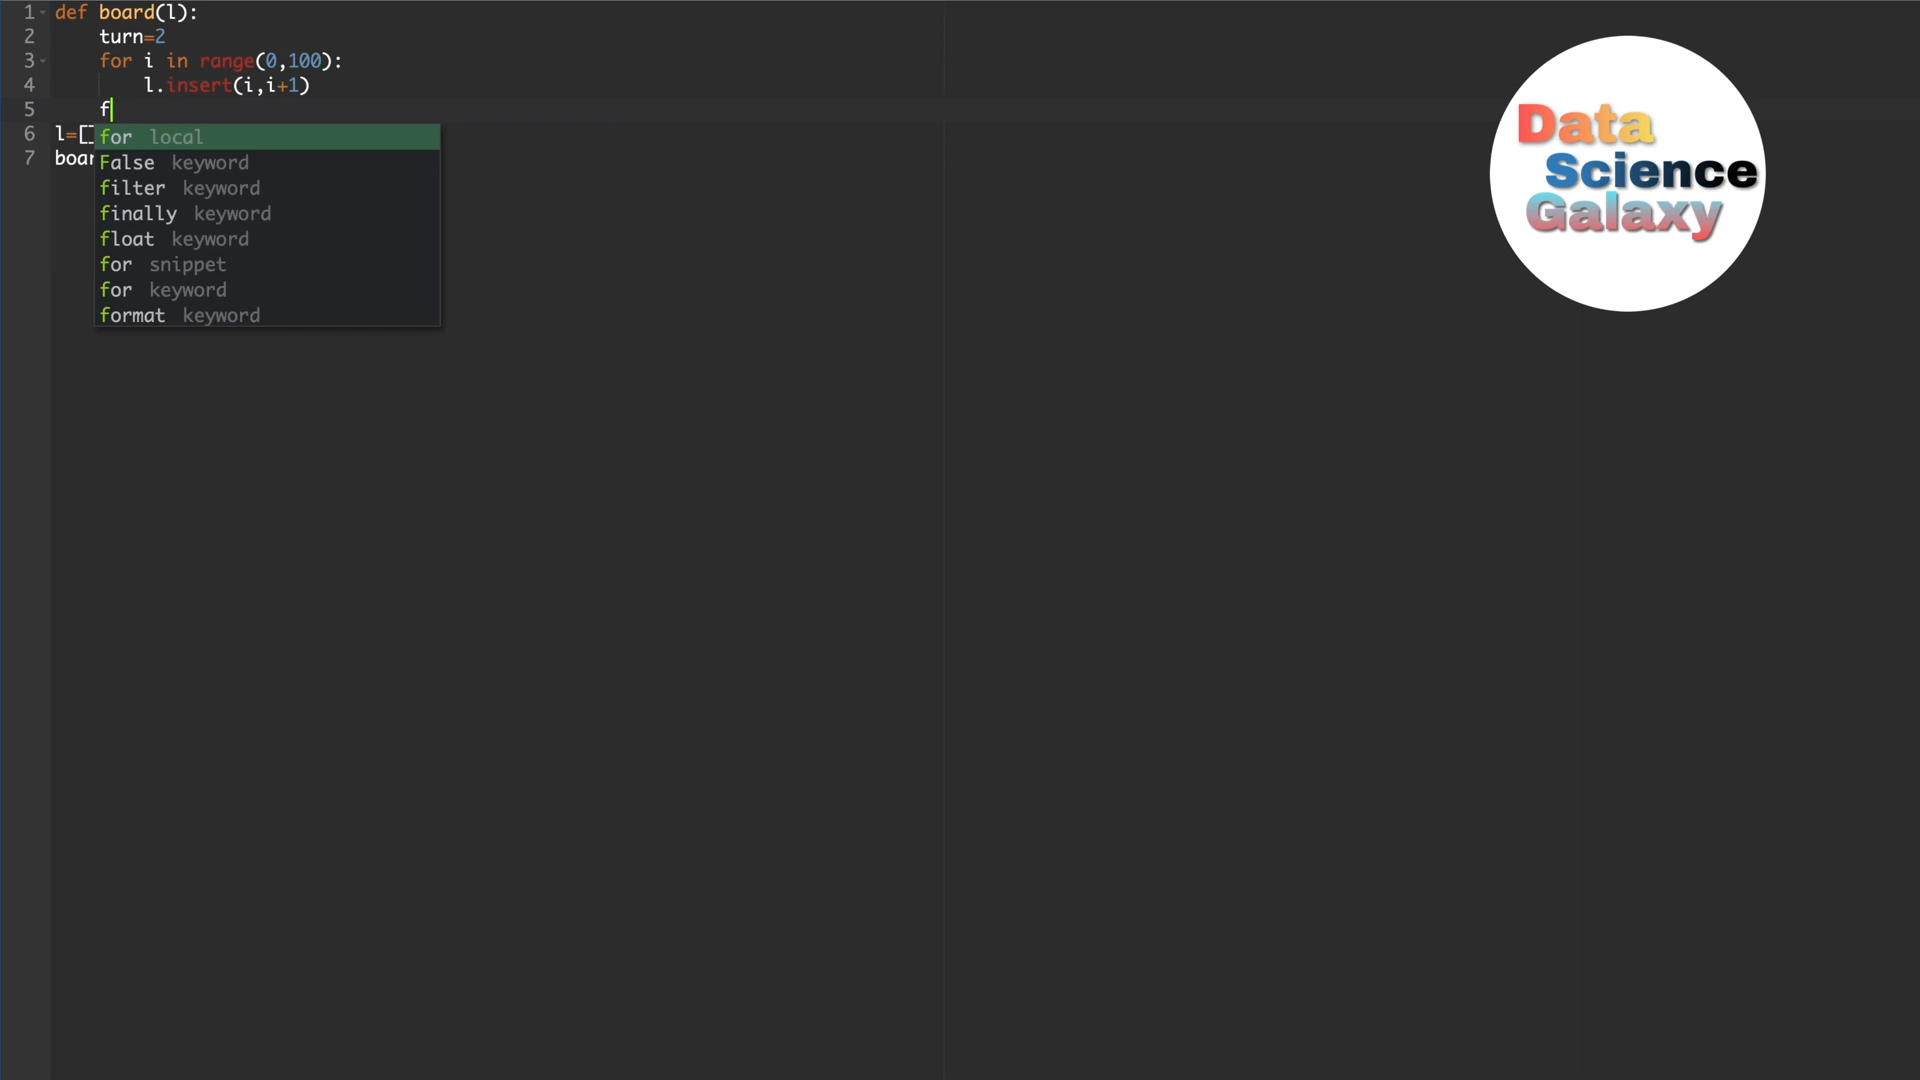 1 def board(l):
2 turn=2
3 for i in range(0,100):
4 l.insert(i,i+1)
5 f
6 l=[]
7 boar
for local
False keyword
filter keyword
finally keyword
float keyword
for snippet
for keyword
format keyword
Data
Science
Galaxy